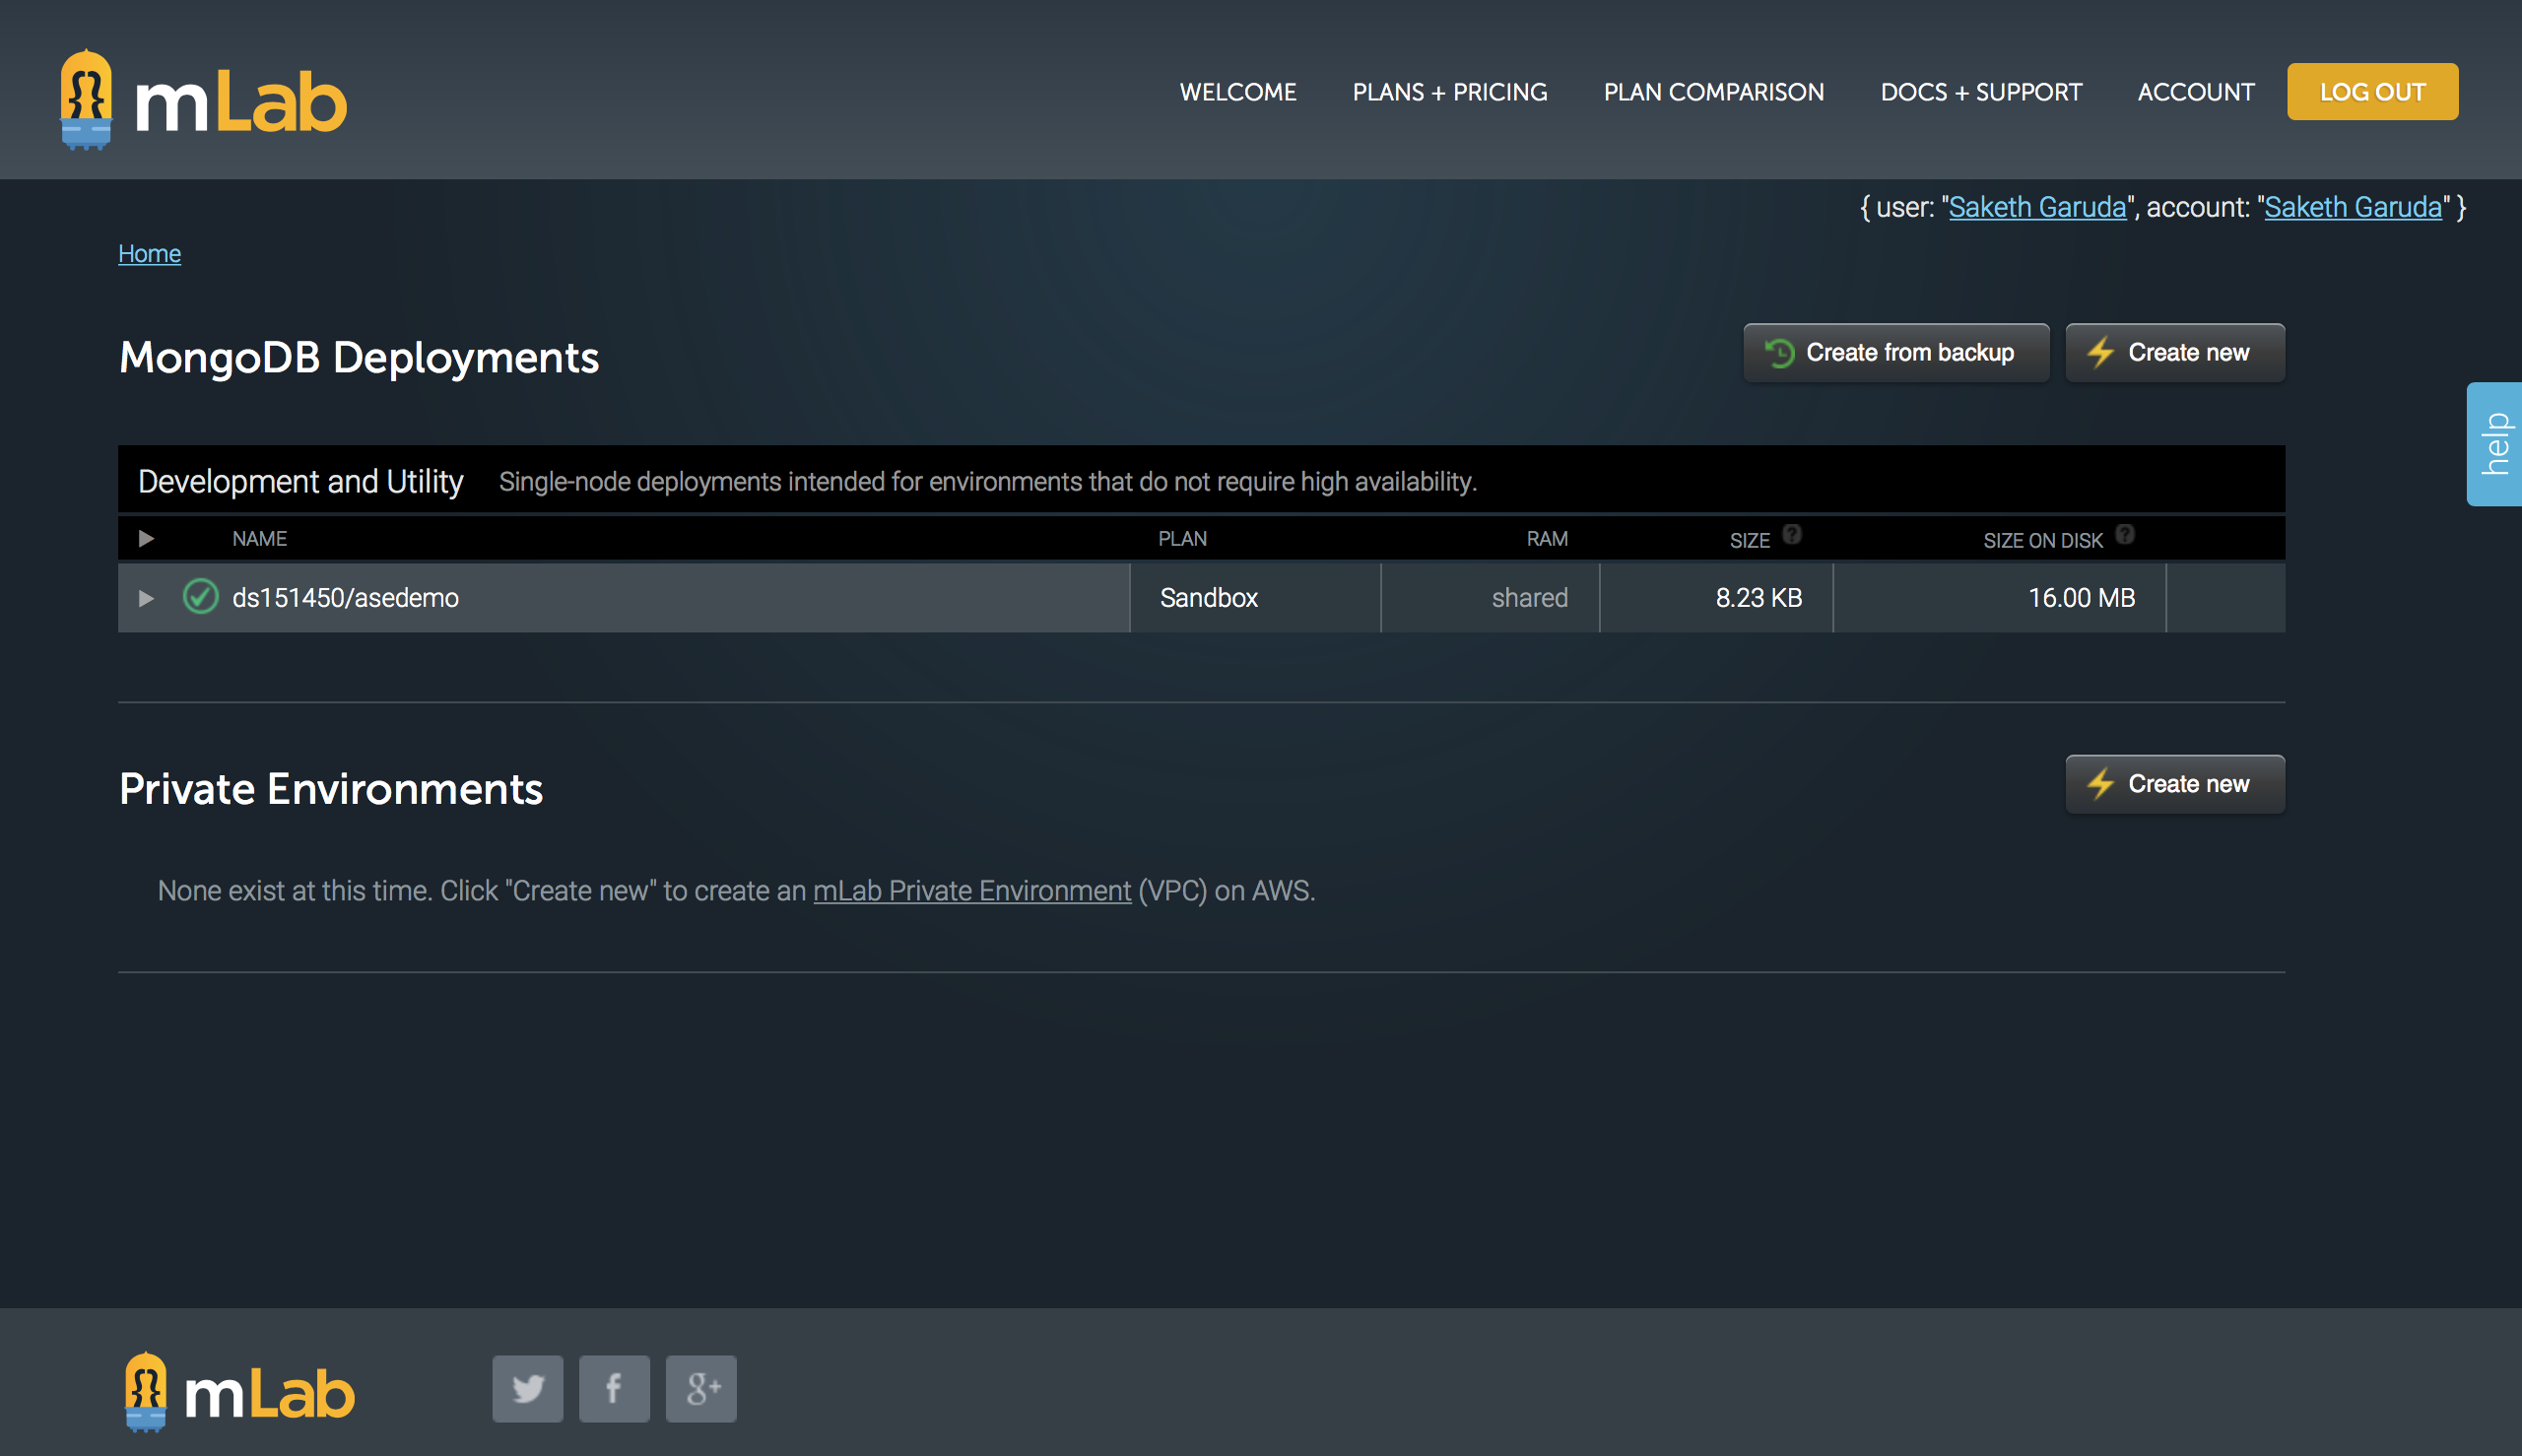 mLab
WELCOME PLANS + PRICING PLAN COMPARISON DOCS + SUPPORT ACCOUNT LOG OUT
{ user: "Saketh Garuda", account: "Saketh Garuda" }
Home
MongoDB Deployments
Create from backup
Create new
help
Development and Utility Single-node deployments intended for environments that do not require high availability.
NAME PLAN RAM SIZE ? SIZE ON DISK ?
ds151450/asedemo Sandbox shared 8.23 KB 16.00 MB
Private Environments
Create new
None exist at this time. Click "Create new" to create an mLab Private Environment (VPC) on AWS.
mLab
f
g+